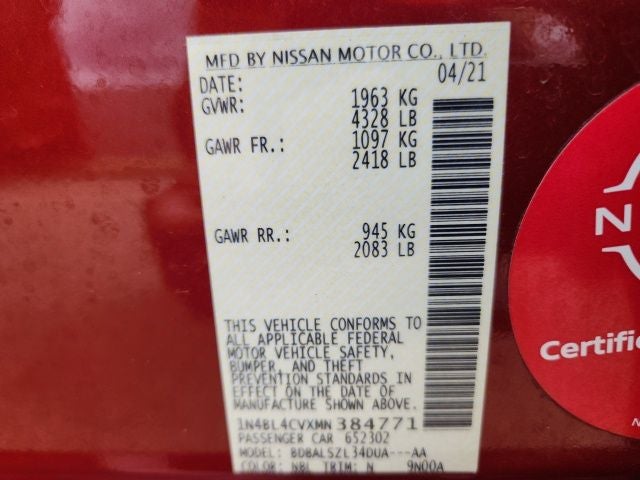 MFD BY NISSAN MOTOR CO., LTD.
DATE: 04/21
GVWR: 1963 KG
4328 LB
GAWR FR.: 1097 KG
2418 LB
GAWR RR.: 945 KG
2083 LB
THIS VEHICLE CONFORMS TO
ALL APPLICABLE FEDERAL
MOTOR VEHICLE SAFETY,
BUMPER, AND THEFT
PREVENTION STANDARDS IN
EFFECT ON THE DATE OF
MANUFACTURE SHOWN ABOVE.
1N4BL4CVXMN384771
PASSENGER CAR 652302
MODEL: BDBALSZL34DUA---AA
COLOR: NBL TRIM: N 9N00A
N
Certifie
N